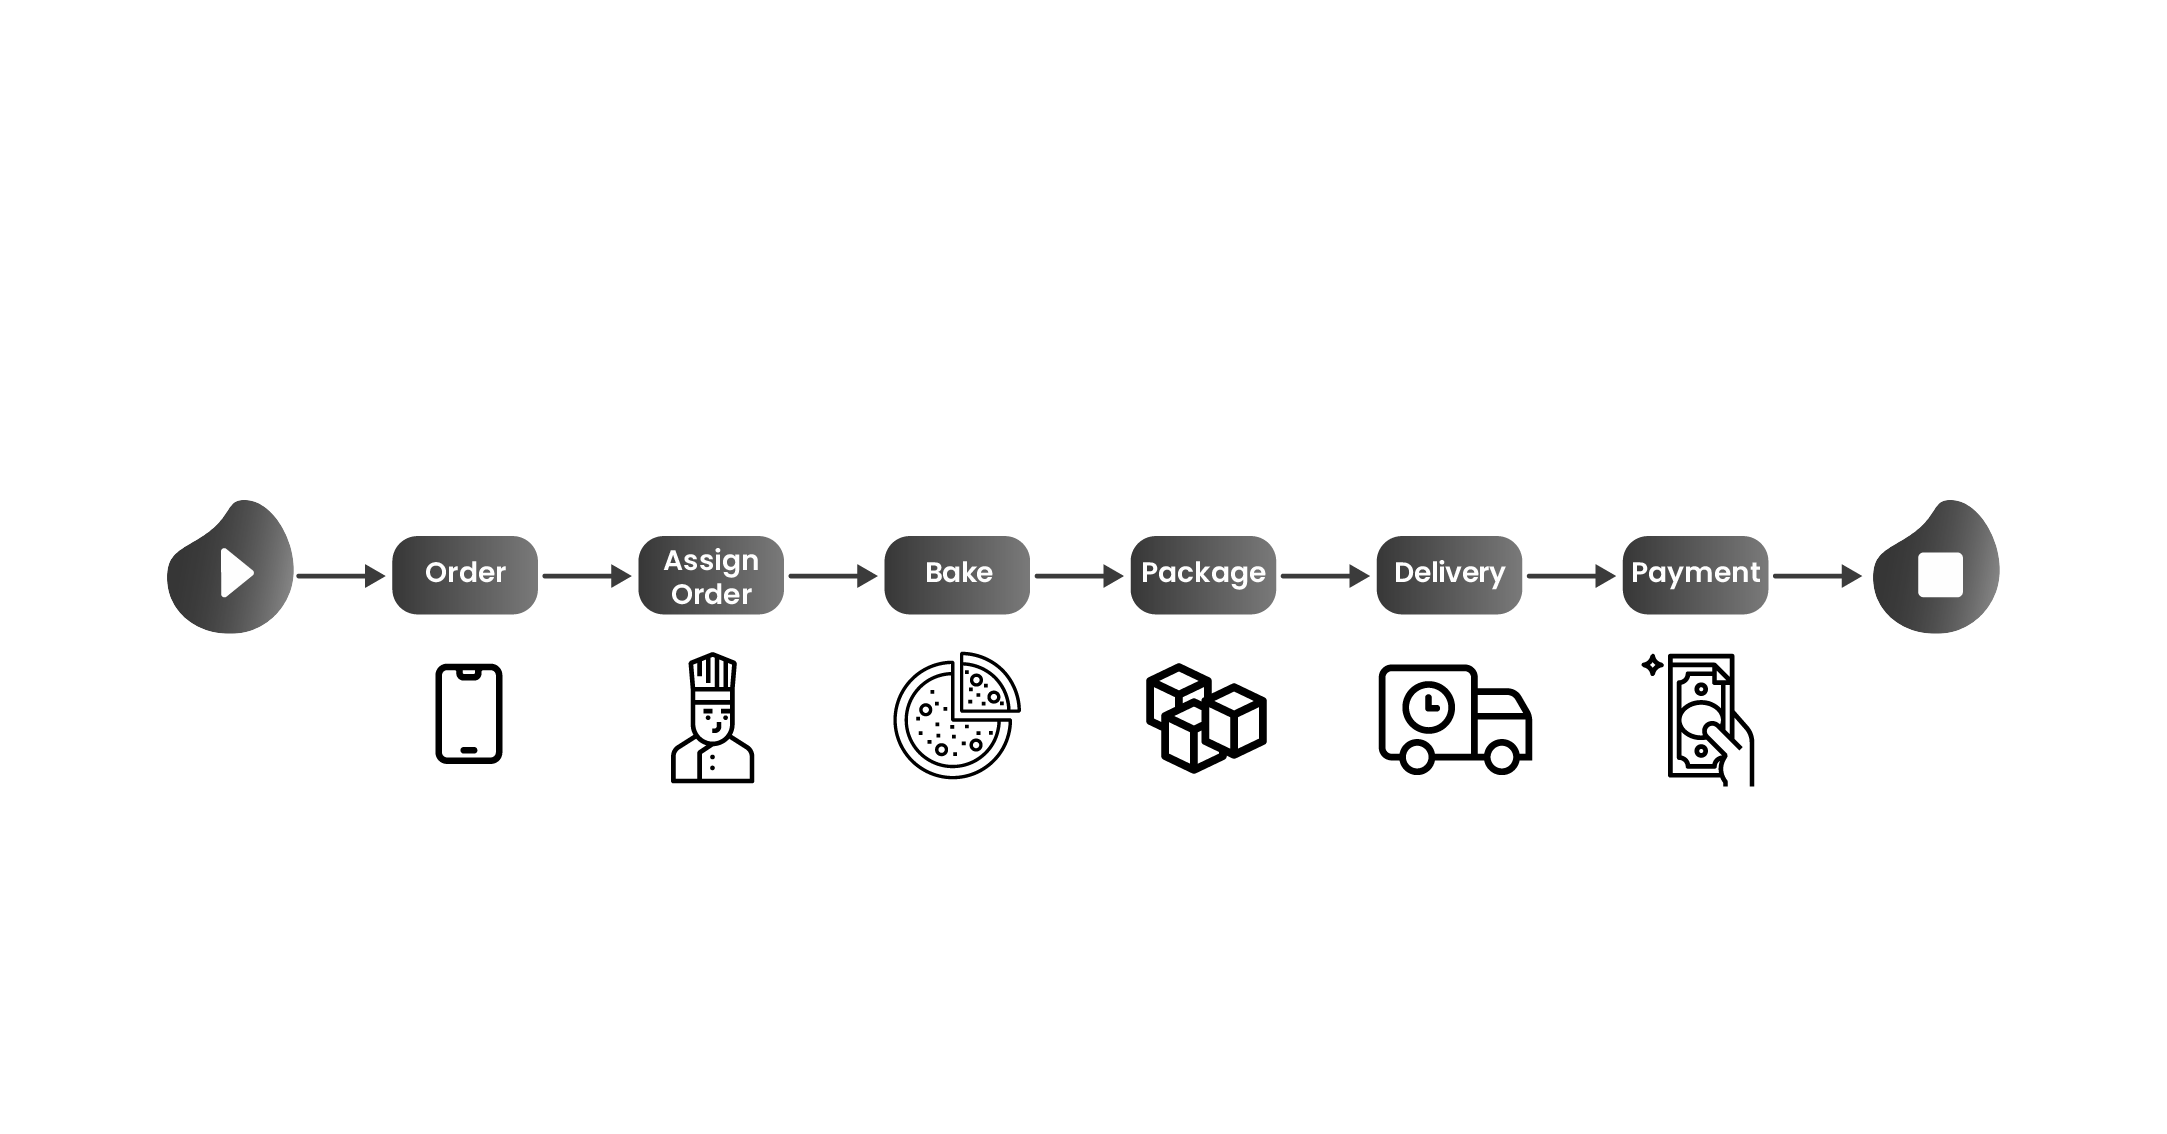 Order
Assign
Order
Bake
Package
Delivery
Payment